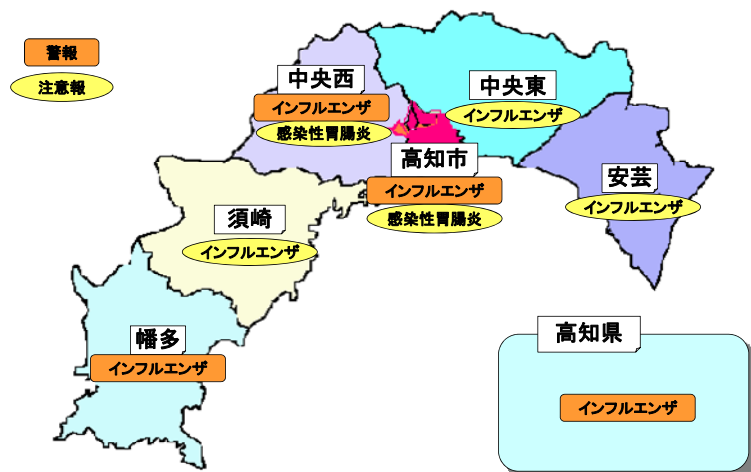 警報
注意報
中央西
インフルエンザ
感染性胃腸炎
中央東
インフルエンザ
高知市
インフルエンザ
感染性胃腸炎
安芸
インフルエンザ
須崎
インフルエンザ
幡多
インフルエンザ
高知県
インフルエンザ